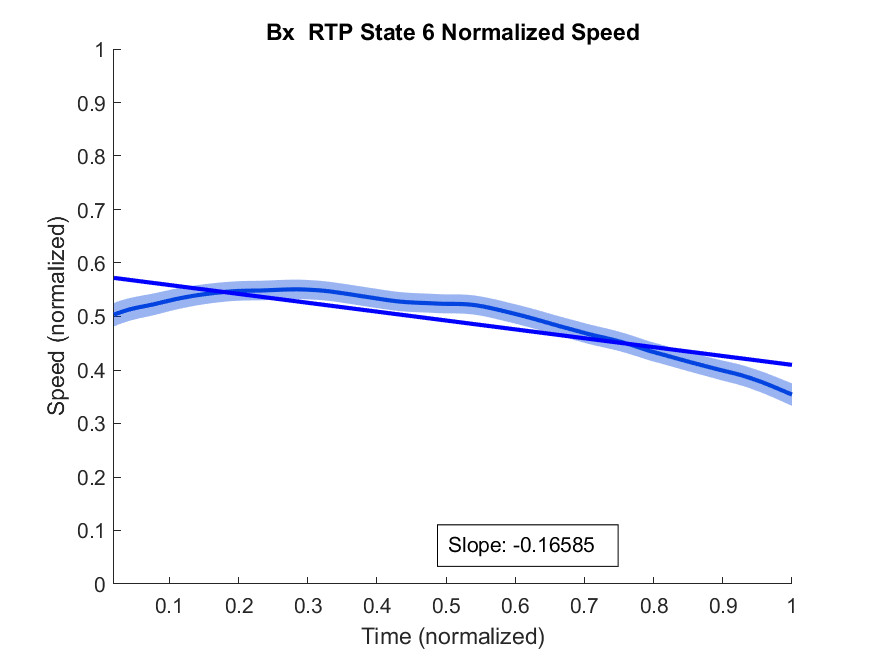 Bx  RTP State 6 Normalized Speed
1
0.9
0.8
0.7
0.6
0.5
0.4
0.3
0.2
0.1
0
Speed (normalized)
Slope: -0.16585
0.1 0.2 0.3 0.4 0.5 0.6 0.7 0.8 0.9 1
Time (normalized)